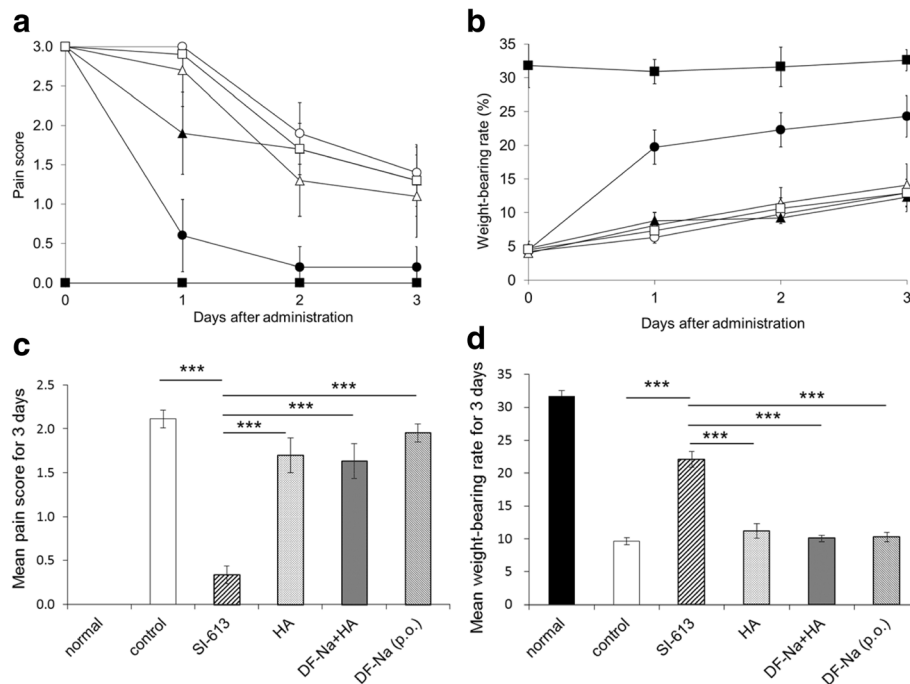 a
3.0
2.5
2.0
1.5
1.0
0.5
0.0
Pain score
0 1 2 3
Days after administration
b
35
30
25
20
15
10
5
0
Weight-bearing rate (%)
0 1 2 3
Days after administration
c
2.5
2.0
1.5
1.0
0.5
0.0
Mean pain score for 3 days
***
***
***
***
normal
control
SI-613
HA
DF-Na+HA
DF-Na (p.o.)
d
35
30
25
20
15
10
5
0
Mean weight-bearing rate for 3 days
***
***
***
***
normal
control
SI-613
HA
DF-Na+HA
DF-Na (p.o.)